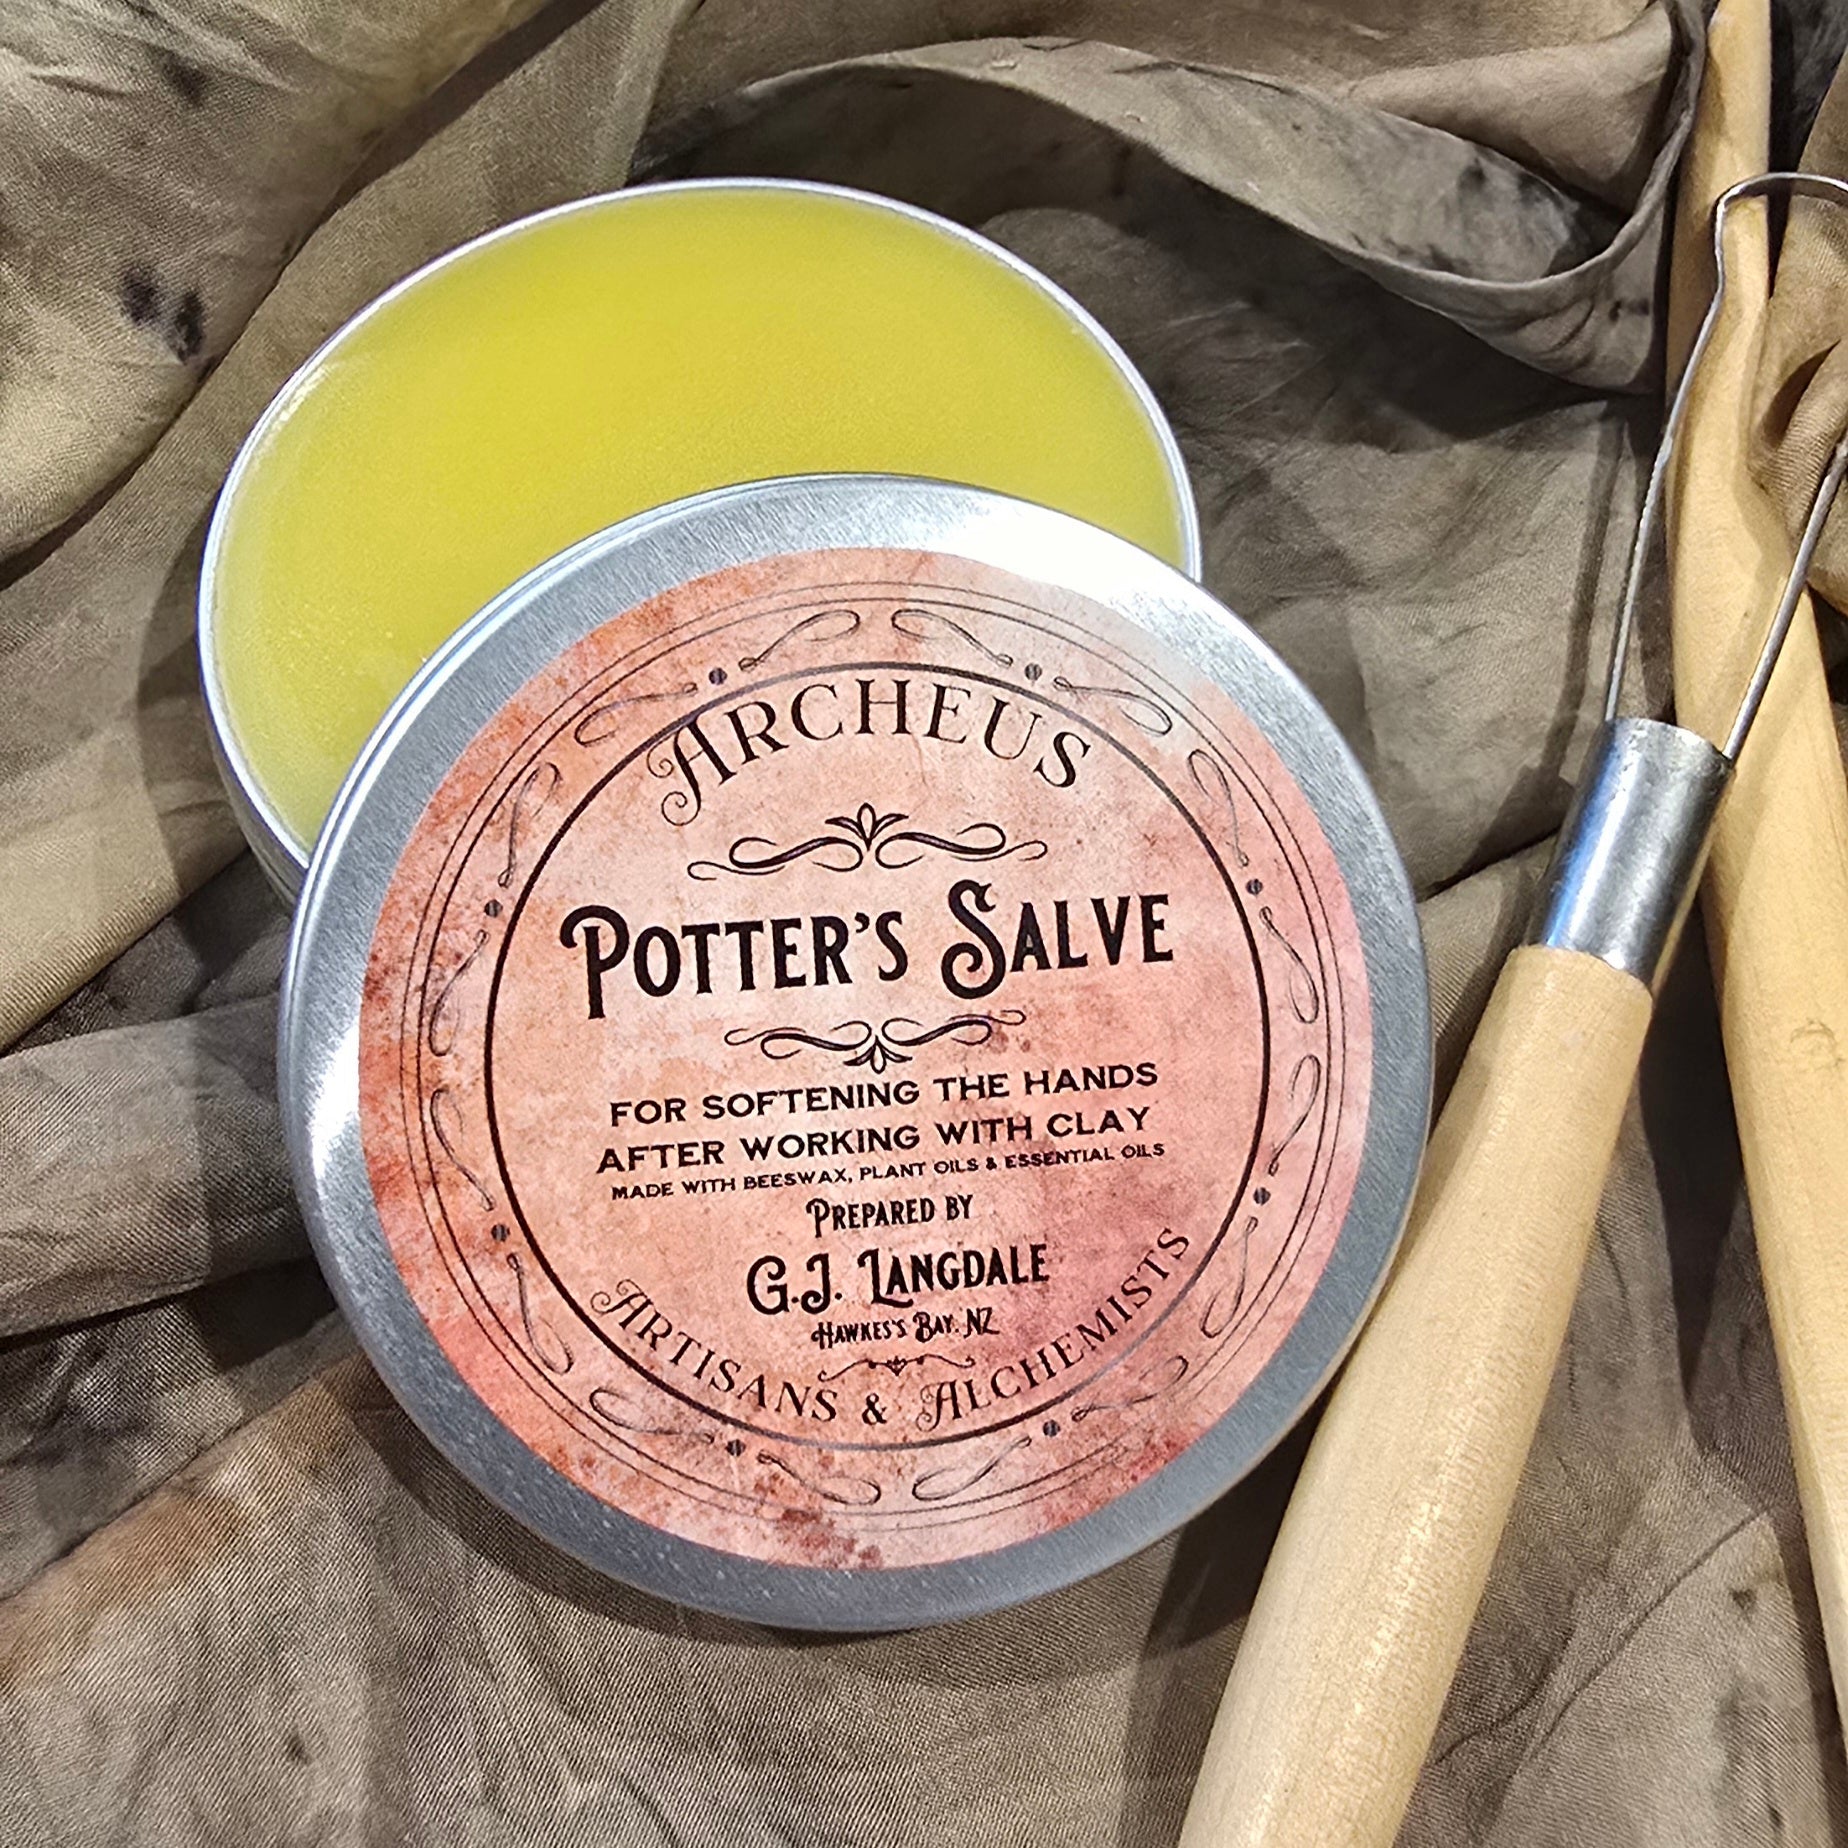 ARCHEUS
POTTER'S SALVE
FOR SOFTENING THE HANDS
AFTER WORKING WITH CLAY
MADE WITH BEESWAX, PLANT OILS & ESSENTIAL OILS
PREPARED BY
G.J. LANGDALE
HAWKES'S BAY. NZ
ARTISANS & ALCHEMISTS